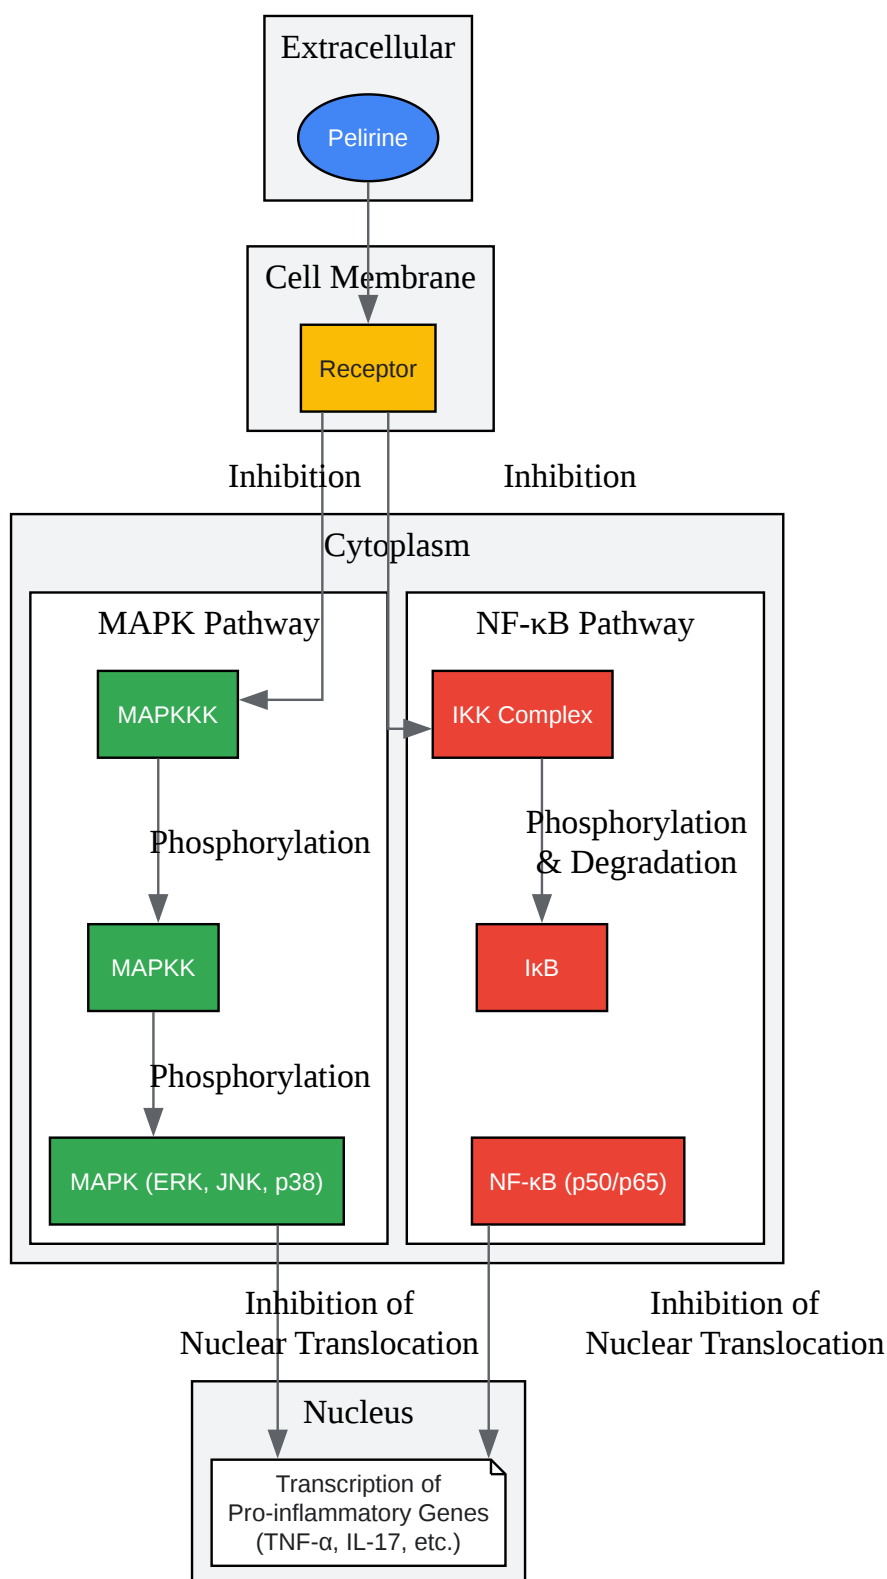 Extracellular
Pelirine
Cell Membrane
Receptor
Inhibition
Inhibition
Cytoplasm
MAPK Pathway
NF-κB Pathway
MAPKKK
IKK Complex
Phosphorylation
Phosphorylation
& Degradation
MAPKK
IκB
Phosphorylation
MAPK (ERK, JNK, p38)
NF-κB (p50/p65)
Inhibition of
Nuclear Translocation
Inhibition of
Nuclear Translocation
Nucleus
Transcription of
Pro-inflammatory Genes
(TNF-α, IL-17, etc.)